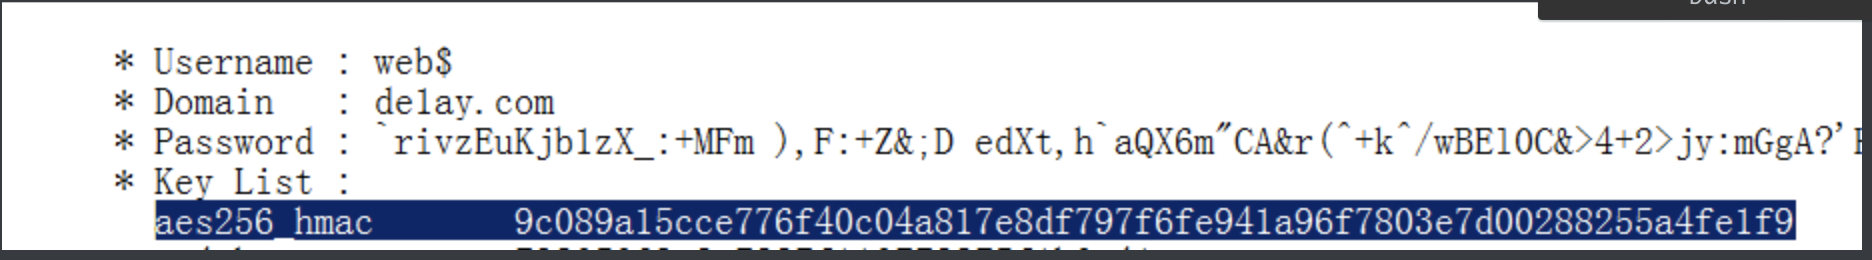 * Username : web$
* Domain : delay.com
* Password : `rivzEuKjb1zX_:+MFm ),F:+Z&;D edXt,h`aQX6m"CA&r(^+k^/wBEl0C&>4+2>jy:mGgA?'
* Key List :
aes256_hmac 9c089a15cce776f40c04a817e8df797f6fe941a96f7803e7d00288255a4fe1f9